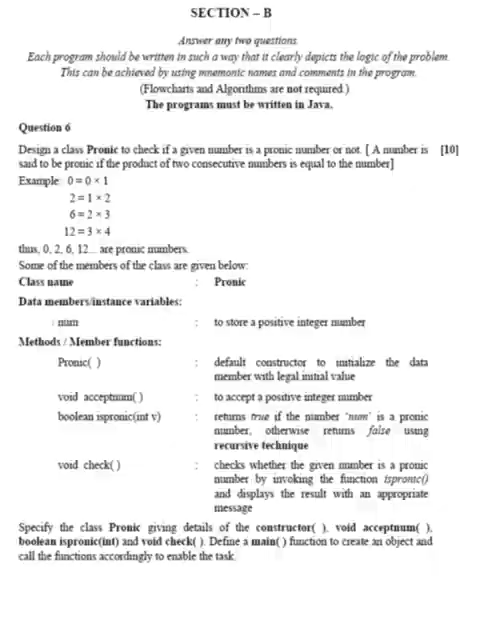 SECTION – B
Answer any two questions.
Each program should be written in such a way that it clearly depicts the logic of the problem.
This can be achieved by using mnemonic names and comments in the program.
(Flowcharts and Algorithms are not required.)
The programs must be written in Java.
Question 6
Design a class Pronic to check if a given number is a pronic number or not. [ A number is [10]
said to be pronic if the product of two consecutive numbers is equal to the number]
Example: 0 = 0 × 1
2 = 1 × 2
6 = 2 × 3
12 = 3 × 4
thus, 0, 2, 6, 12... are pronic numbers.
Some of the members of the class are given below:
Class name : Pronic
Data members/instance variables:
num : to store a positive integer number
Methods / Member functions:
Pronic( ) : default constructor to initialize the data
member with legal initial value
void acceptnum( ) : to accept a positive integer number
boolean ispronic(int v) : returns true if the number 'num' is a pronic
number, otherwise returns false using
recursive technique
void check( ) : checks whether the given number is a pronic
number by invoking the function ispronic()
and displays the result with an appropriate
message
Specify the class Pronic giving details of the constructor( ), void acceptnum( ),
boolean ispronic(int) and void check( ). Define a main( ) function to create an object and
call the functions accordingly to enable the task.